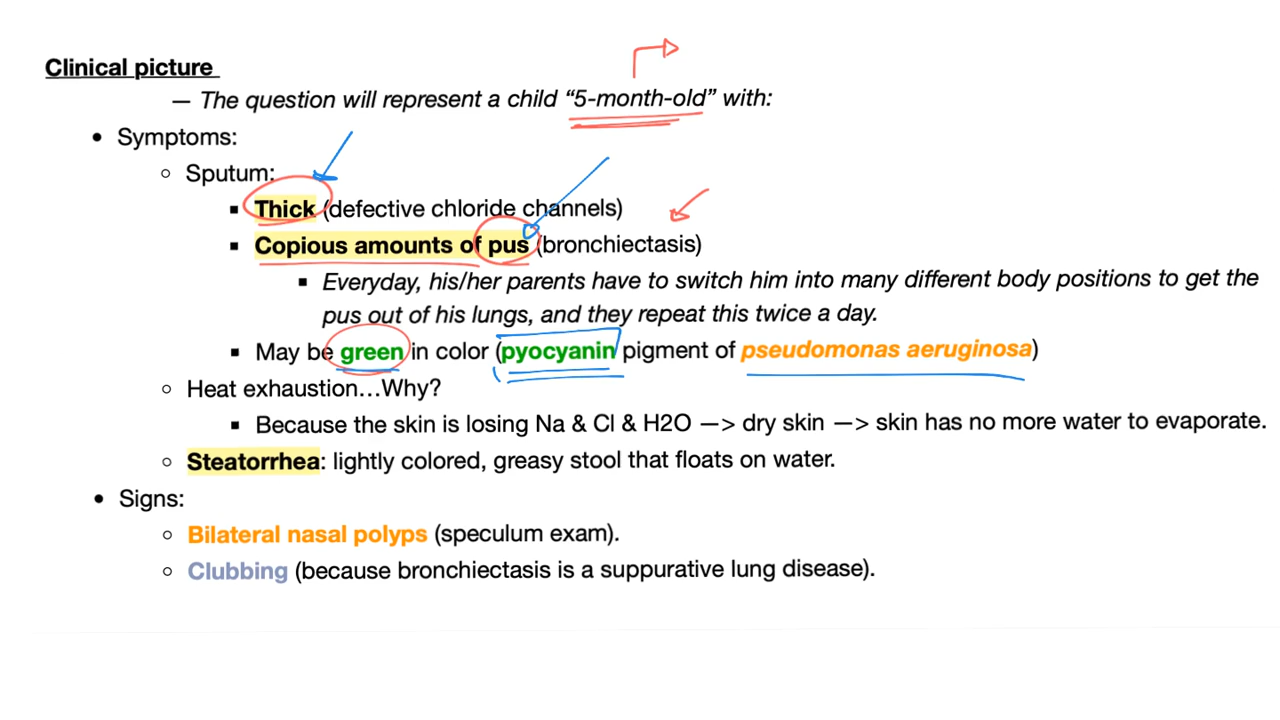 Clinical picture
— The question will represent a child “5-month-old” with:
• Symptoms:
○ Sputum:
▪ Thick (defective chloride channels)
▪ Copious amounts of pus (bronchiectasis)
▪ Everyday, his/her parents have to switch him into many different body positions to get the
pus out of his lungs, and they repeat this twice a day.
▪ May be green in color (pyocyanin pigment of pseudomonas aeruginosa)
○ Heat exhaustion…Why?
▪ Because the skin is losing Na & Cl & H2O —> dry skin —> skin has no more water to evaporate.
○ Steatorrhea: lightly colored, greasy stool that floats on water.
• Signs:
○ Bilateral nasal polyps (speculum exam).
○ Clubbing (because bronchiectasis is a suppurative lung disease).